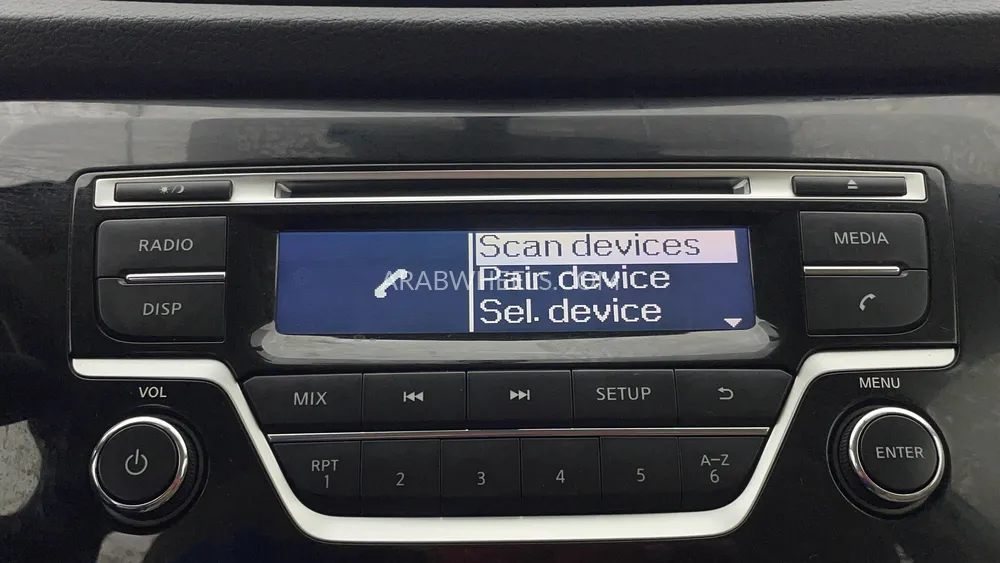 RADIO
DISP
Scan devices
Pair device
Sel. device
ARABWHEELS.COM
MEDIA
VOL
MENU
MIX
SETUP
ENTER
RPT
1
2
3
4
5
A–Z
6